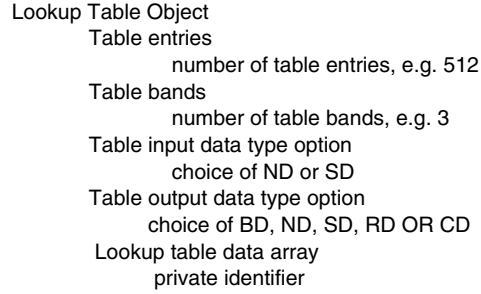 Lookup Table Object
Table entries
number of table entries, e.g. 512
Table bands
number of table bands, e.g. 3
Table input data type option
choice of ND or SD
Table output data type option
choice of BD, ND, SD, RD OR CD
Lookup table data array
private identifier